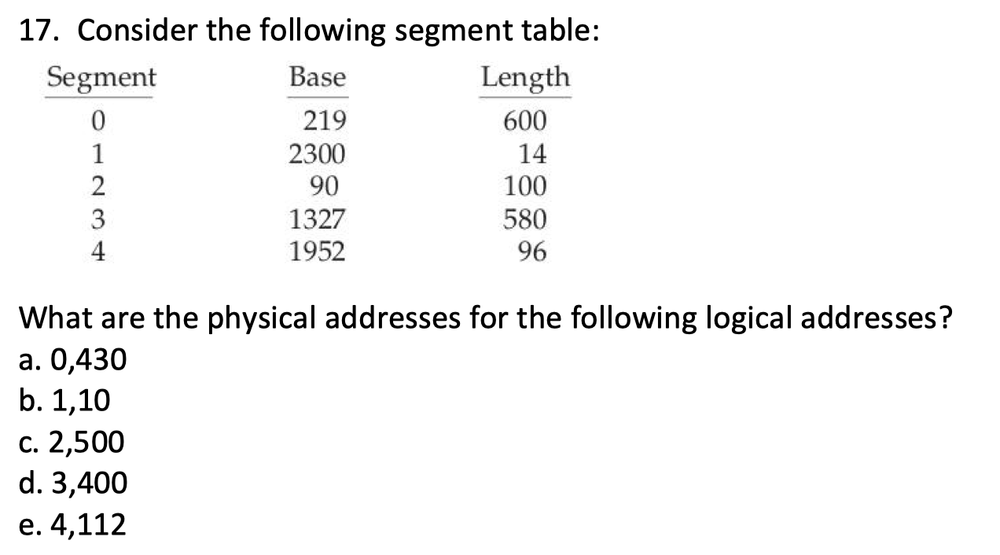 17. Consider the following segment table:
Segment Base Length
0 219 600
1 2300 14
2 90 100
3 1327 580
4 1952 96
What are the physical addresses for the following logical addresses?
a. 0,430
b. 1,10
c. 2,500
d. 3,400
e. 4,112